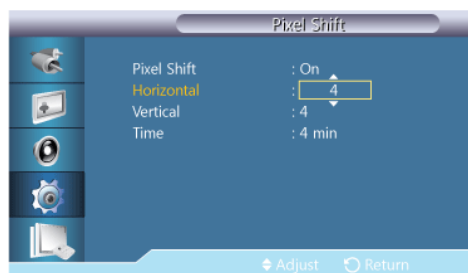 Pixel Shift
Pixel Shift : On
Horizontal : 4
Vertical : 4
Time : 4 min
Adjust Return